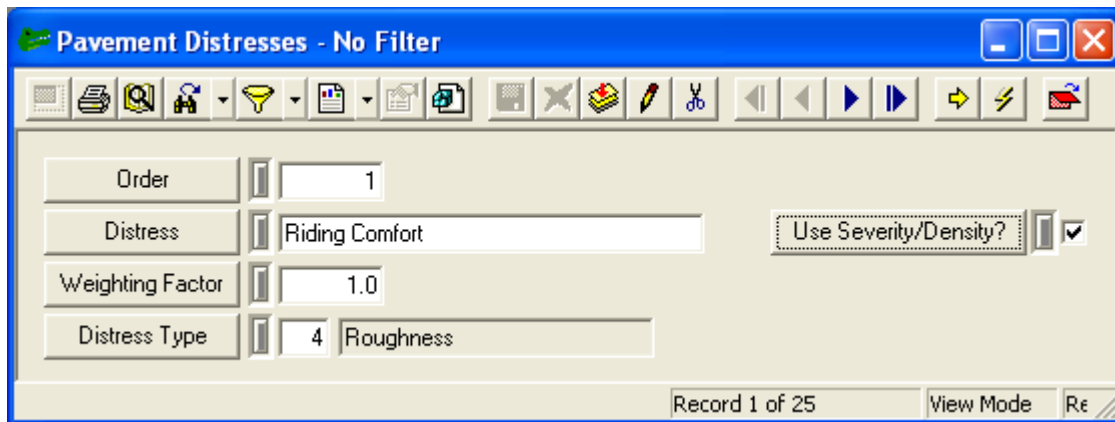 Pavement Distresses - No Filter
Order 1
Distress Riding Comfort Use Severity/Density?
Weighting Factor 1.0
Distress Type 4 Roughness
Record 1 of 25 View Mode Re